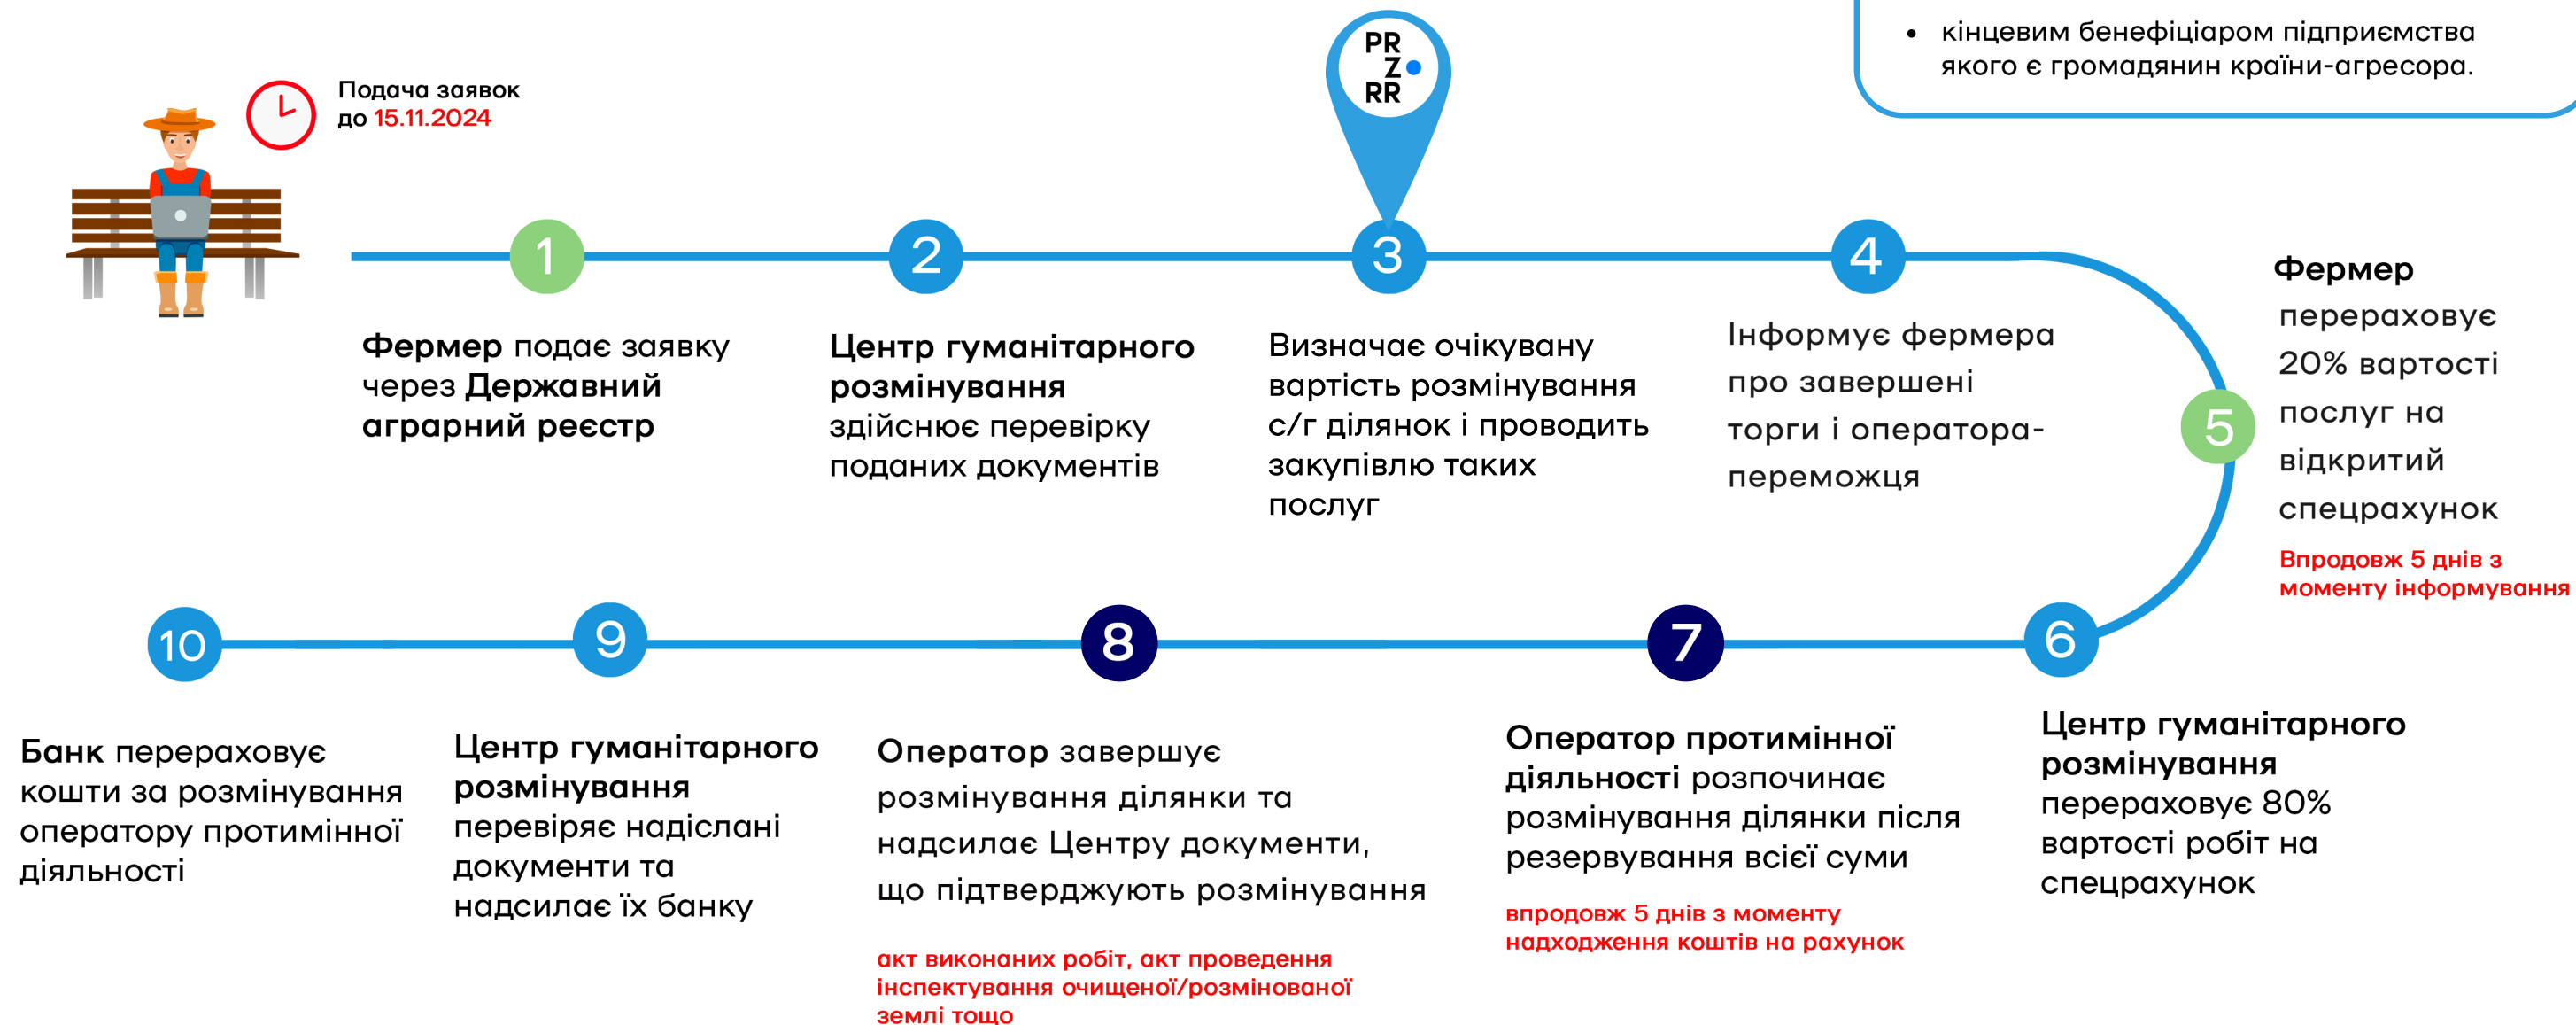 кінцевим бенефіціаром підприємства
якого є громадянин країни-агресора.
Подача заявок
до 15.11.2024
PR
Z
RR
1
Фермер подає заявку
через Державний
аграрний реєстр
2
Центр гуманітарного
розмінування
здійснює перевірку
поданих документів
3
Визначає очікувану
вартість розмінування
с/г ділянок і проводить
закупівлю таких
послуг
4
Інформує фермера
про завершені
торги і оператора-
переможця
5
Фермер
перераховує
20% вартості
послуг на
відкритий
спецрахунок
Впродовж 5 днів з
моменту інформування
6
Центр гуманітарного
розмінування
перераховує 80%
вартості робіт на
спецрахунок
7
Оператор протимінної
діяльності розпочинає
розмінування ділянки після
резервування всієї суми
впродовж 5 днів з моменту
надходження коштів на рахунок
8
Оператор завершує
розмінування ділянки та
надсилає Центру документи,
що підтверджують розмінування
акт виконаних робіт, акт проведення
інспектування очищеної/розмінованої
землі тощо
9
Центр гуманітарного
розмінування
перевіряє надіслані
документи та
надсилає їх банку
10
Банк перераховує
кошти за розмінування
оператору протимінної
діяльності